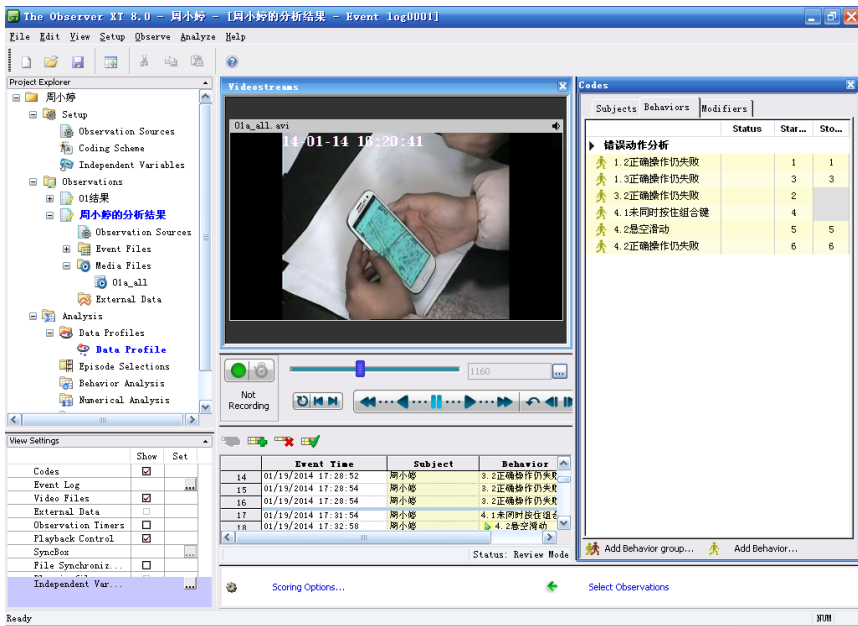 The Observer XT 8.0 - 周小婷 - [周小婷的分析结果 - Event log0001]
File Edit View Setup Observe Analyze Help
Project Explorer
周小婷
Setup
Observation Sources
Coding Scheme
Independent Variables
Observations
01结果
周小婷的分析结果
Observation Sources
Event Files
Media Files
01a_all
External Data
Analysis
Data Profiles
Data Profile
Episode Selections
Behavior Analysis
Numerical Analysis
View Settings
Show Set
Codes
Event Log
Video Files
External Data
Observation Timers
Playback Control
SyncBox
File Synchroniz...
Independent Var...
Videostreams
01a_all.avi
14-01-14 16:20:41
Not
Recording
1160
Event Time Subject Behavior
14 01/19/2014 17:28:52 周小婷 3.2正确操作仍失败
15 01/19/2014 17:28:54 周小婷 3.2正确操作仍失败
16 01/19/2014 17:28:54 周小婷 3.2正确操作仍失败
17 01/19/2014 17:31:54 周小婷 4.1未同时按住组合
18 01/19/2014 17:32:58 周小婷 4.2悬空滑动
Status: Review Mode
Codes
Subjects Behaviors Modifiers
Status Star... Sto...
错误动作分析
1.2正确操作仍失败 1 1
1.3正确操作仍失败 3 3
3.2正确操作仍失败 2
4.1未同时按住组合键 4
4.2悬空滑动 5 5
4.2正确操作仍失败 6 6
Add Behavior group... Add Behavior...
Scoring Options... Select Observations
Ready NUM